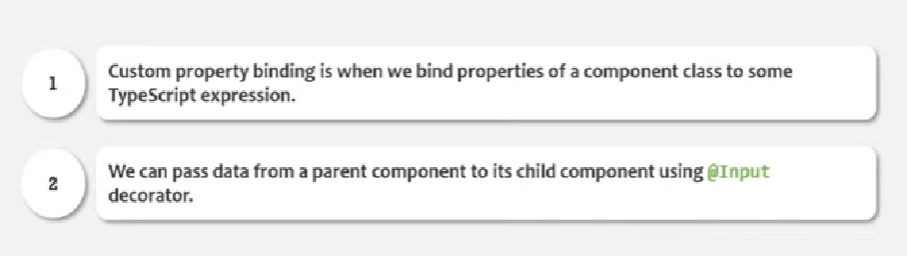 1
Custom property binding is when we bind properties of a component class to some
TypeScript expression.
2
We can pass data from a parent component to its child component using @Input
decorator.